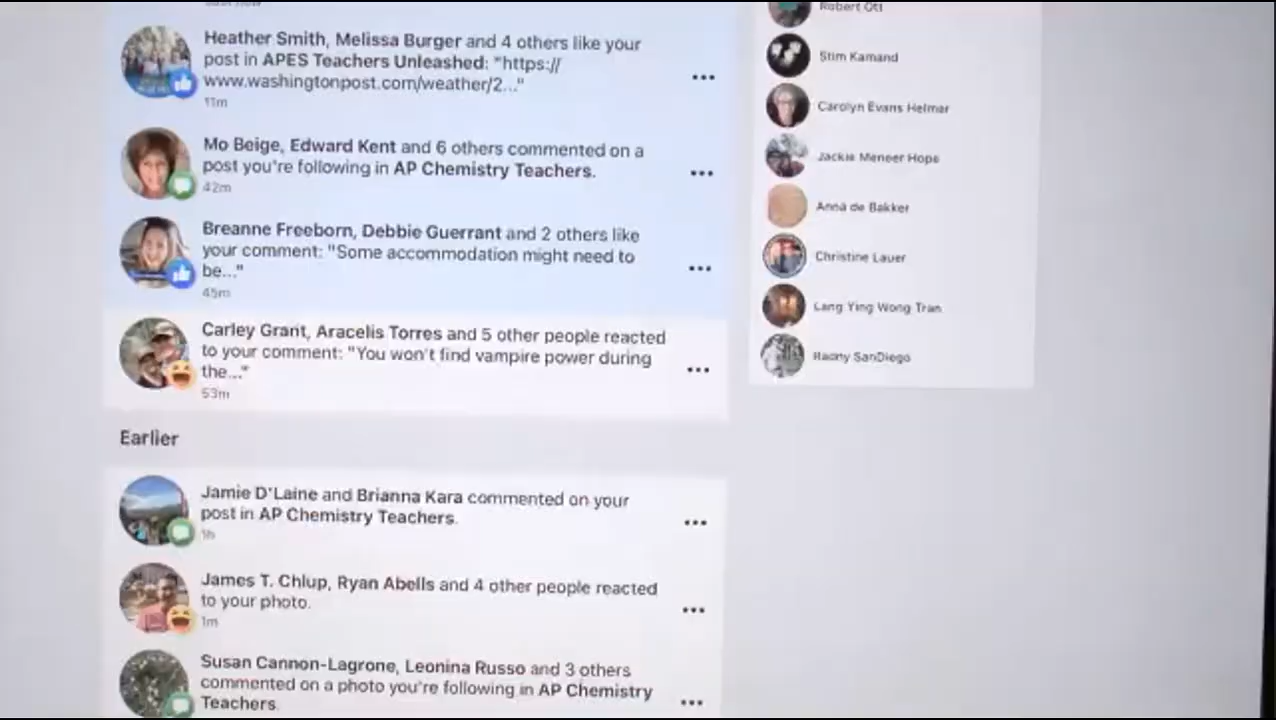 Heather Smith, Melissa Burger and 4 others like your
post in APES Teachers Unleashed: "https://
www.washingtonpost.com/weather/2..."
11m
Mo Beige, Edward Kent and 6 others commented on a
post you're following in AP Chemistry Teachers.
42m
Breanne Freeborn, Debbie Guerrant and 2 others like
your comment: "Some accommodation might need to
be..."
45m
Carley Grant, Aracelis Torres and 5 other people reacted
to your comment: "You won't find vampire power during
the..."
53m
Earlier
Jamie D'Laine and Brianna Kara commented on your
post in AP Chemistry Teachers.
1h
James T. Chlup, Ryan Abells and 4 other people reacted
to your photo.
1m
Susan Cannon-Lagrone, Leonina Russo and 3 others
commented on a photo you're following in AP Chemistry
Teachers.
Robert Ott
Stim Kamand
Carolyn Evans Helmar
Jackie Meneer Hope
Anna de Bakker
Christine Lauer
Lang Ying Wong Tran
SanDiego